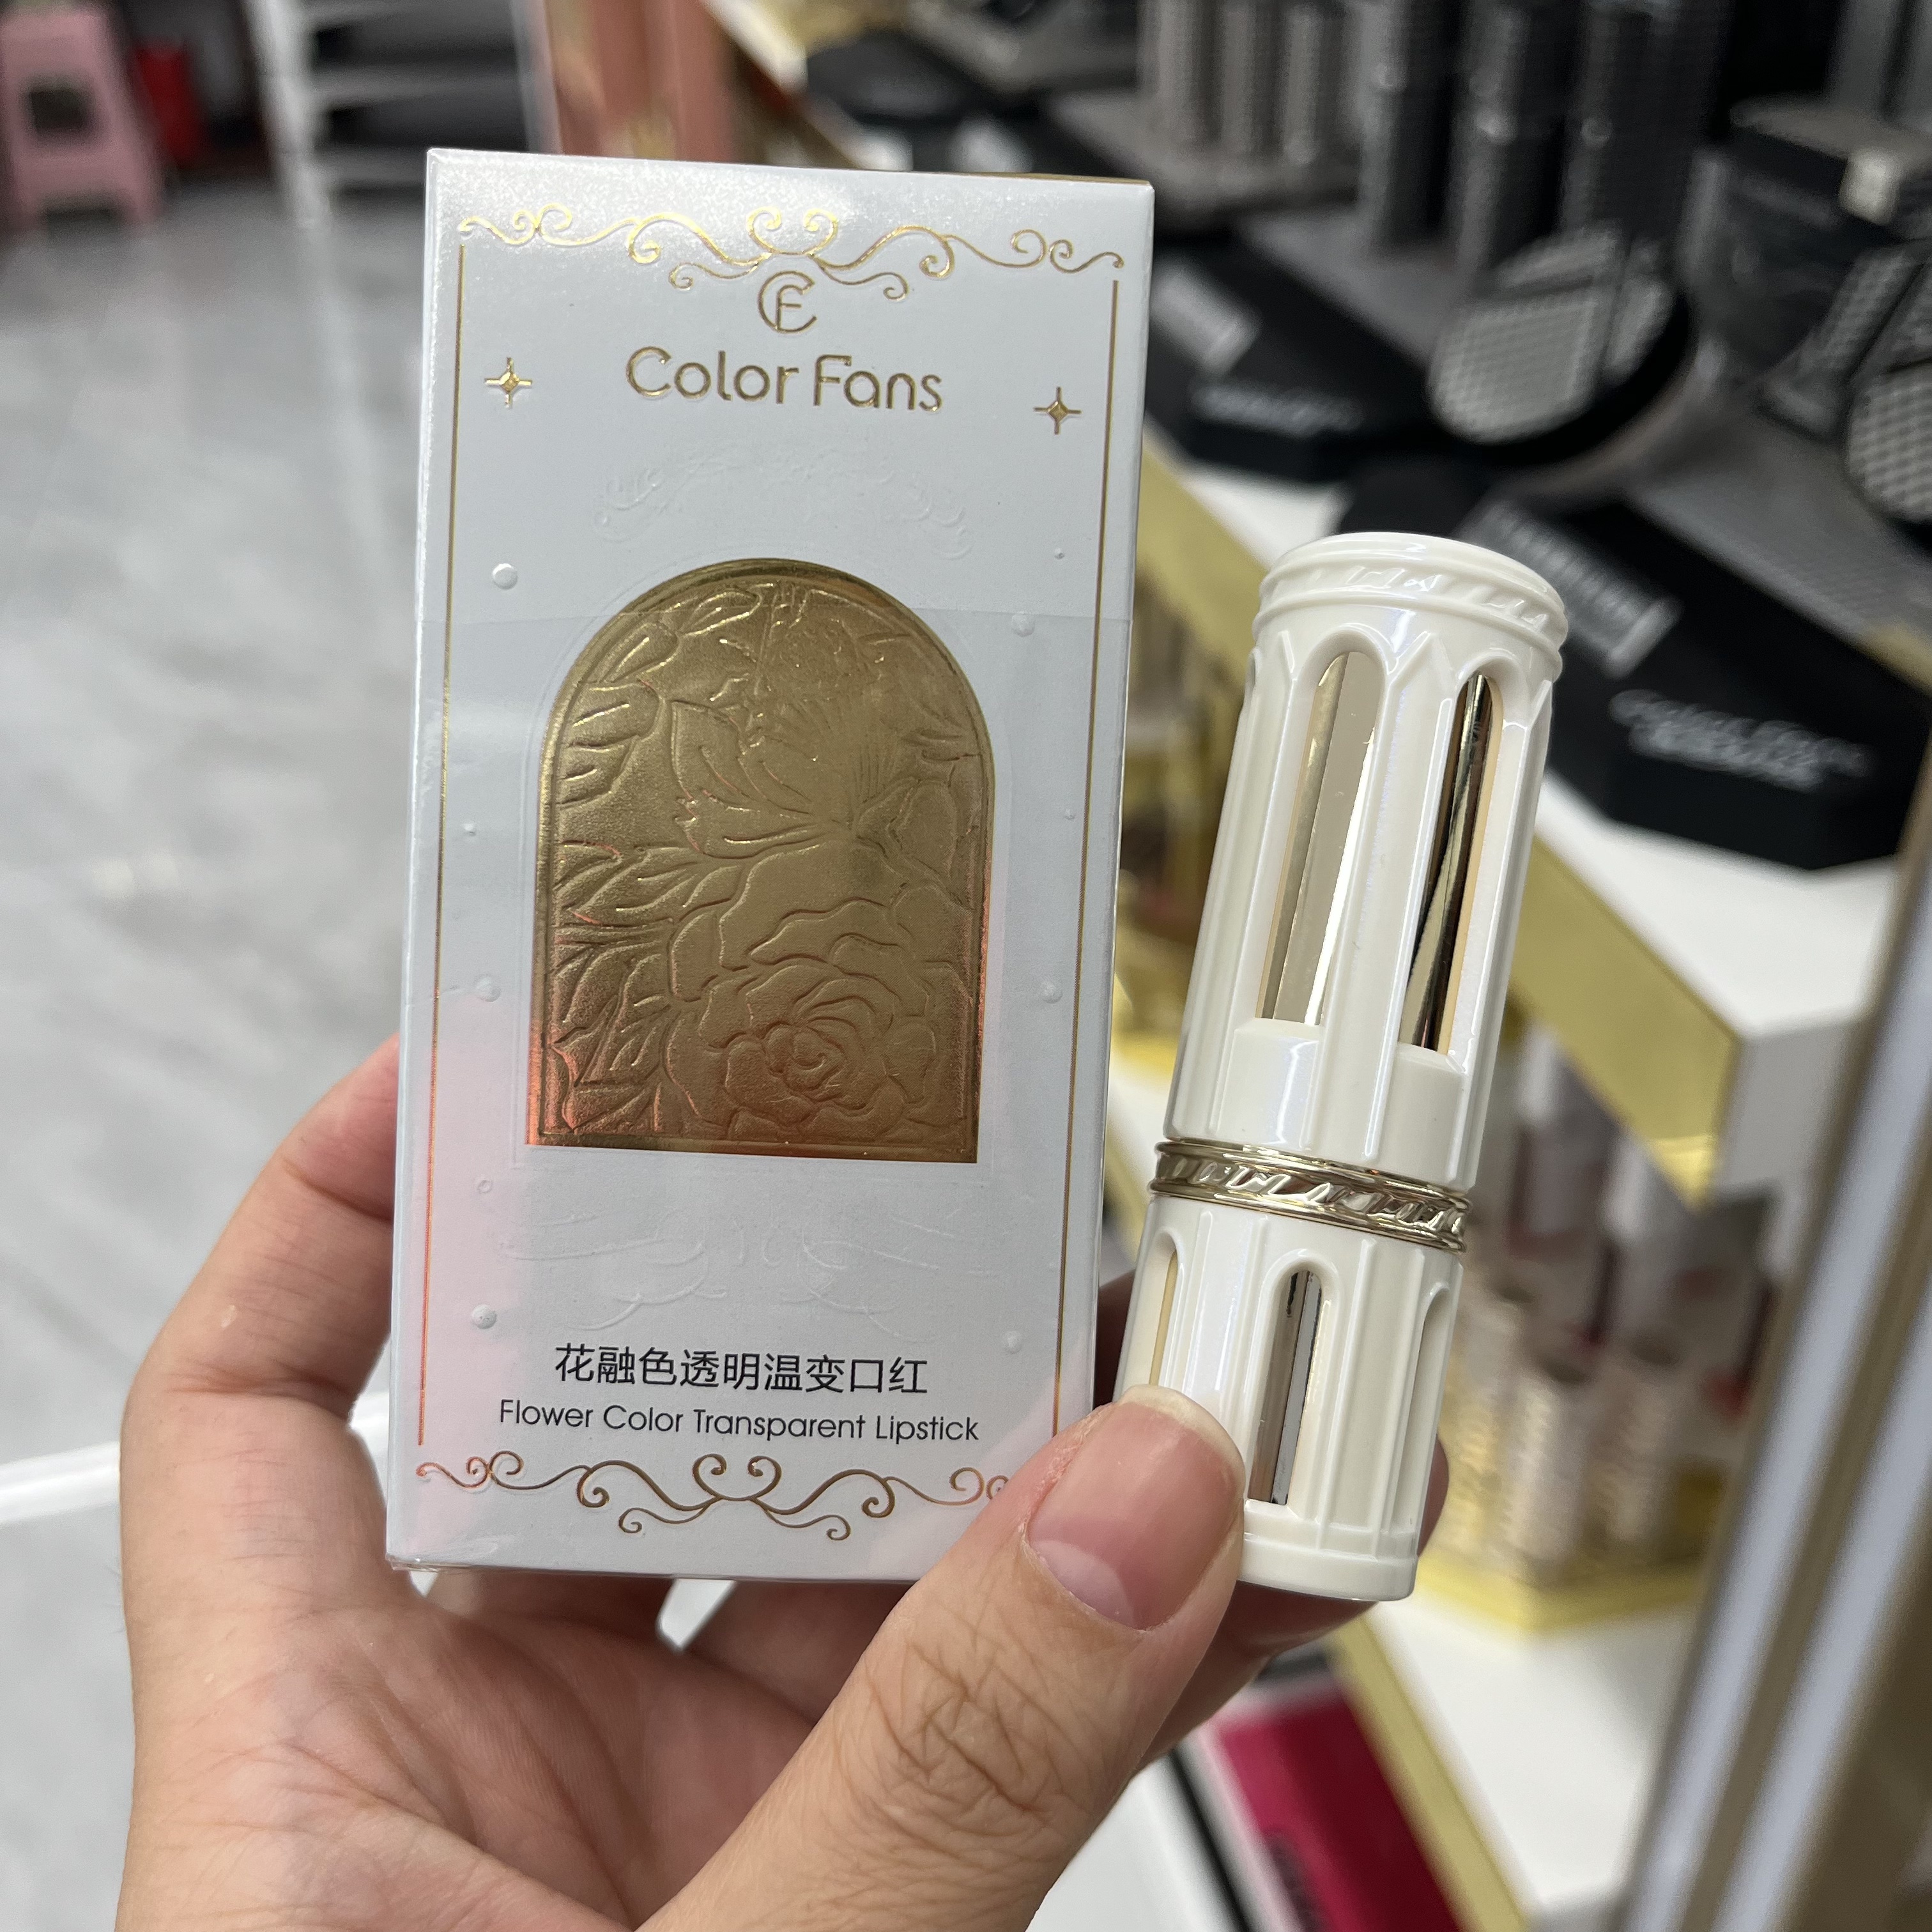 CF
Color Fans
花融色透明温变口红
Flower Color Transparent Lipstick